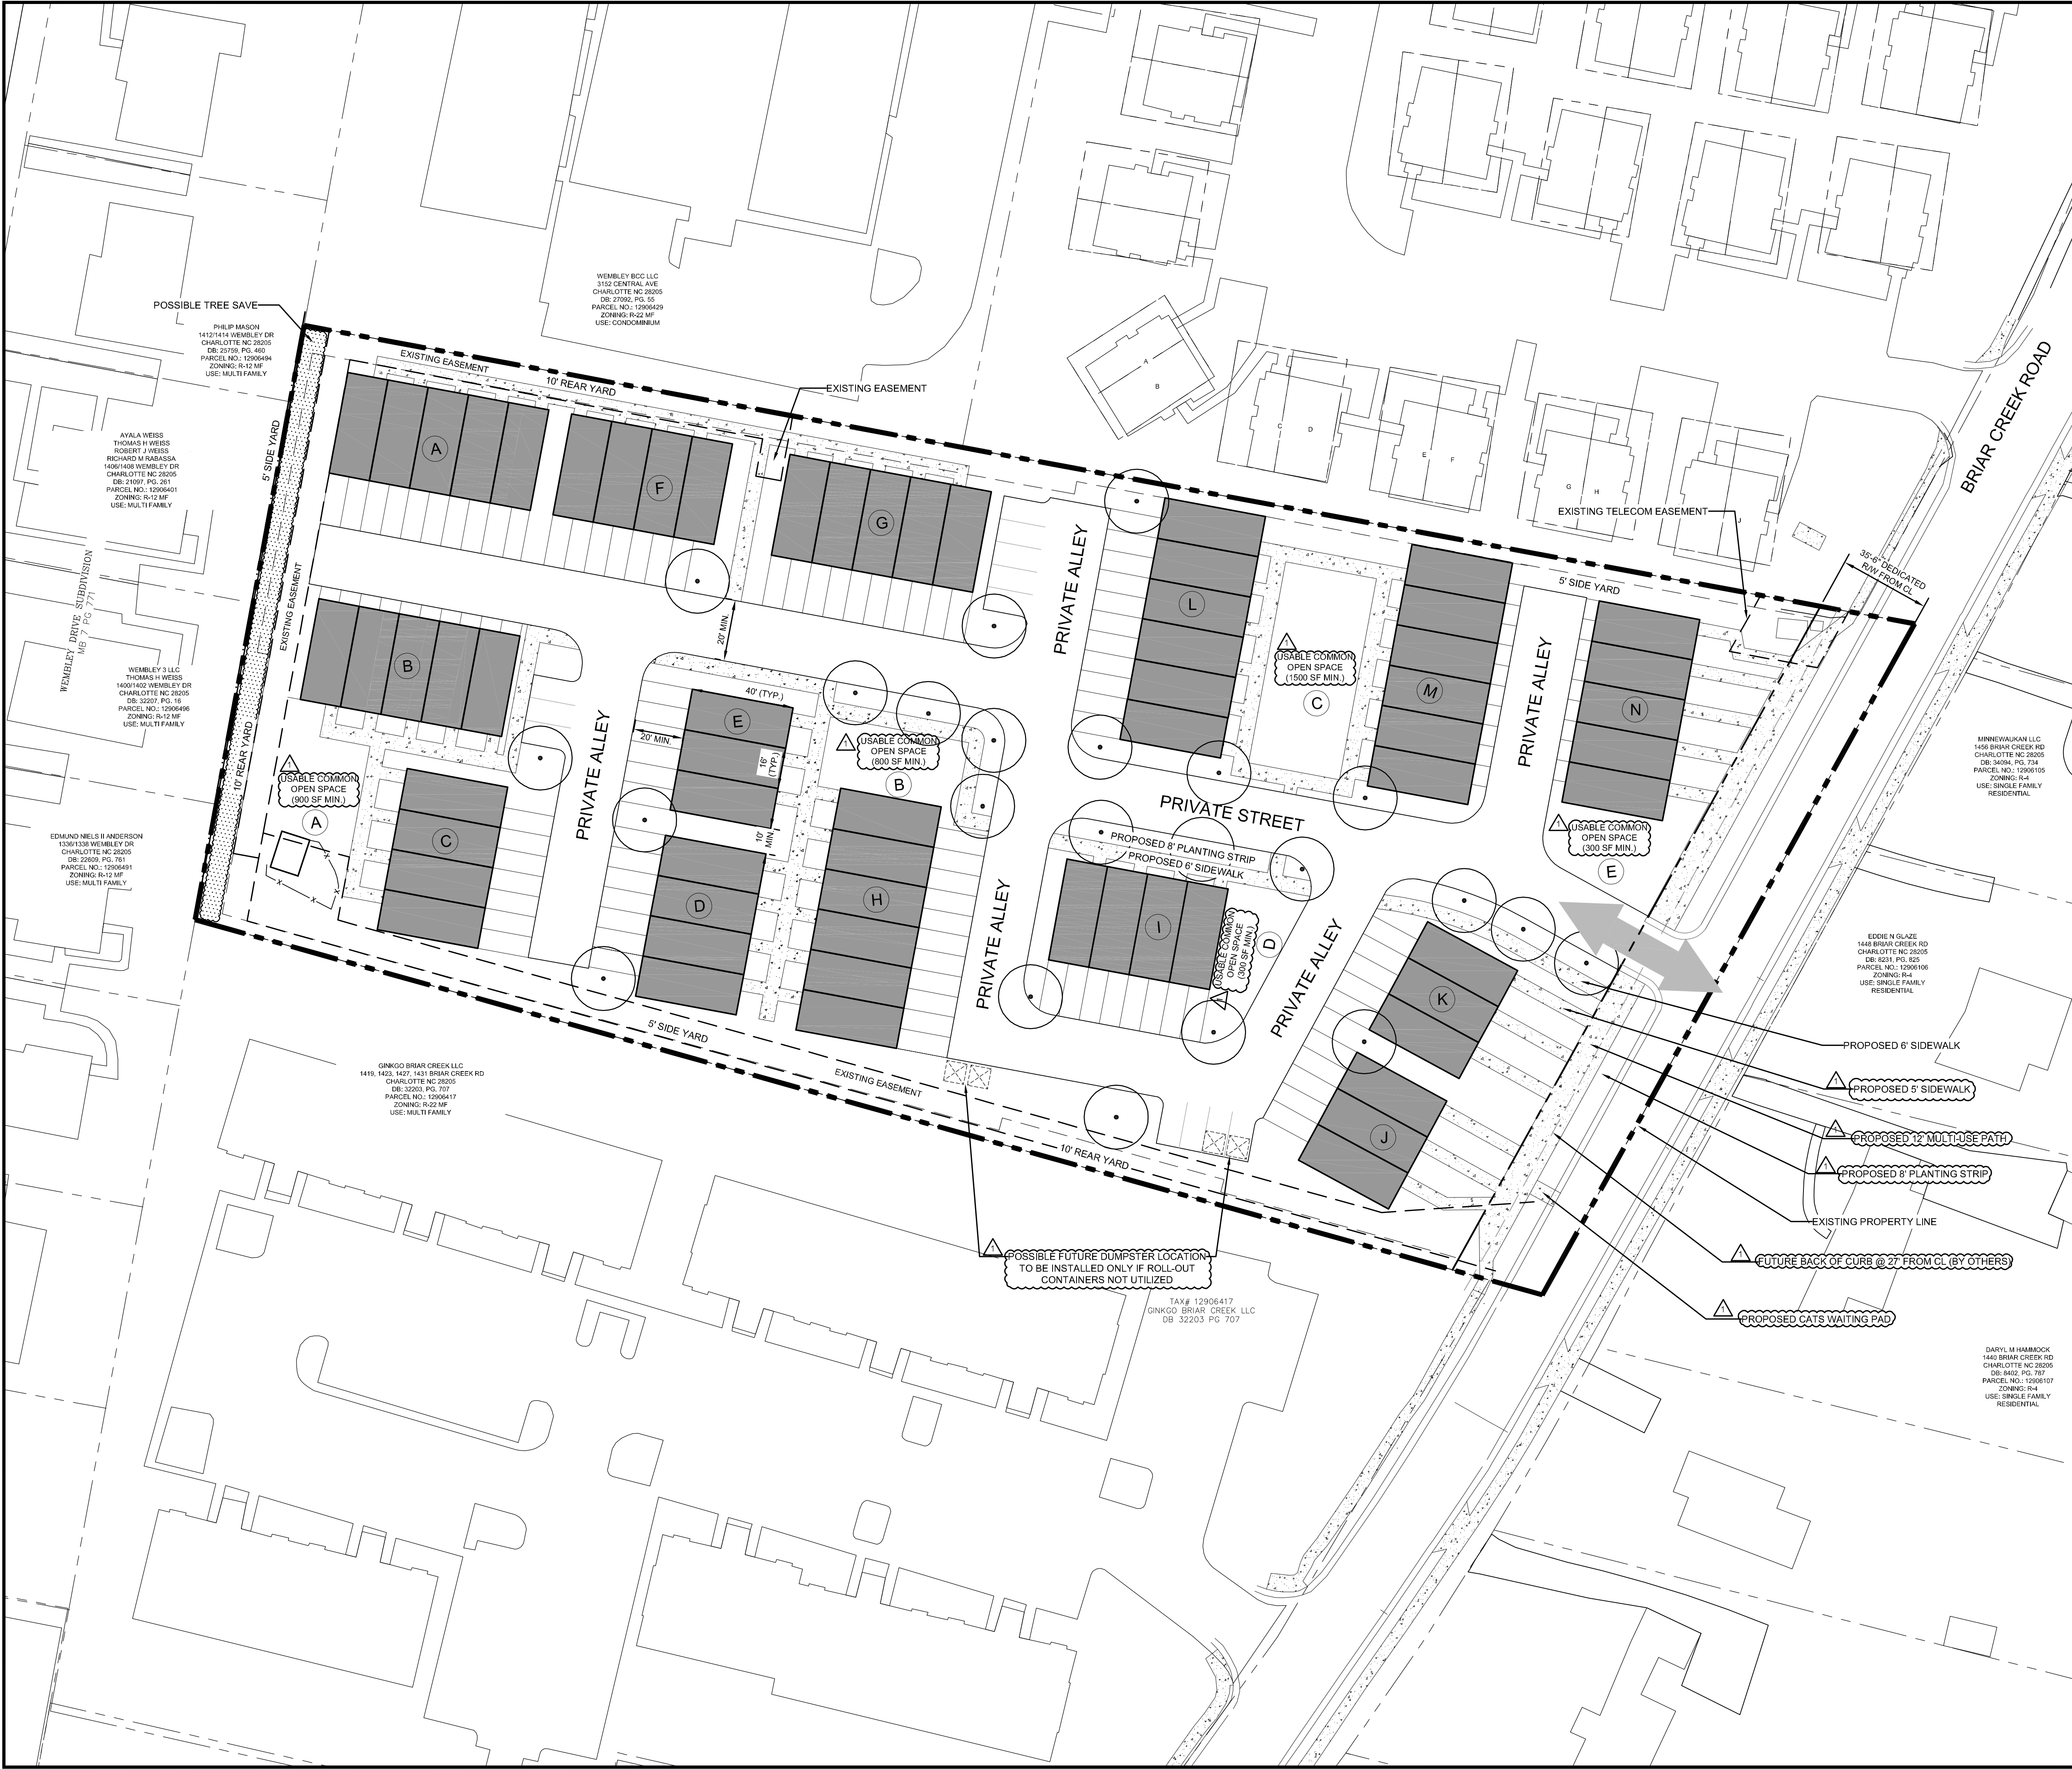 WEMBLEY BCC LLC
3152 CENTRAL AVE
CHARLOTTE NC 28205
DB: 27092, PG. 55
PARCEL NO.: 12906429
ZONING: R-22 MF
USE: CONDOMINIUM
POSSIBLE TREE SAVE
PHILIP MASON
1412/1414 WEMBLEY DR
CHARLOTTE NC 28205
DB: 25759, PG. 460
PARCEL NO.: 12906494
ZONING: R-12 MF
USE: MULTI FAMILY
EXISTING EASEMENT
10' REAR YARD
EXISTING EASEMENT
A
B
C
D
E
F
G
H
J
BRIAR CREEK ROAD
AYALA WEISS
THOMAS H WEISS
ROBERT J WEISS
RICHARD M RABASSA
1406/1408 WEMBLEY DR
CHARLOTTE NC 28205
DB: 21097, PG. 261
PARCEL NO.: 12906401
ZONING: R-12 MF
USE: MULTI FAMILY
5' SIDE YARD
A
F
G
EXISTING TELECOM EASEMENT
35'-6" DEDICATED
R/W FROM CL
5' SIDE YARD
PRIVATE ALLEY
L
1
USABLE COMMON
OPEN SPACE
(1500 SF MIN.)
C
M
PRIVATE ALLEY
N
WEMBLEY DRIVE SUBDIVISION
MB 7 PG 771
EXISTING EASEMENT
20' MIN.
B
WEMBLEY 3 LLC
THOMAS H WEISS
1400/1402 WEMBLEY DR
CHARLOTTE NC 28205
DB: 32207, PG. 16
PARCEL NO.: 12906496
ZONING: R-12 MF
USE: MULTI FAMILY
10' REAR YARD
1
USABLE COMMON
OPEN SPACE
(900 SF MIN.)
A
PRIVATE ALLEY
40' (TYP.)
E
20' MIN.
16'
(TYP.)
1
USABLE COMMON
OPEN SPACE
(800 SF MIN.)
B
MINNEWAUKAN LLC
1456 BRIAR CREEK RD
CHARLOTTE NC 28205
DB: 34094, PG. 734
PARCEL NO.: 12906105
ZONING: R-4
USE: SINGLE FAMILY
RESIDENTIAL
PRIVATE STREET
PROPOSED 8' PLANTING STRIP
PROPOSED 6' SIDEWALK
1
USABLE COMMON
OPEN SPACE
(300 SF MIN.)
E
EDMUND NIELS II ANDERSON
1336/1338 WEMBLEY DR
CHARLOTTE NC 28205
DB: 22609, PG. 761
PARCEL NO.: 12906491
ZONING: R-12 MF
USE: MULTI FAMILY
X
X
X
X
C
10'
MIN.
D
H
PRIVATE ALLEY
I
USABLE COMMON
OPEN SPACE
(300 SF MIN.)
D
1
PRIVATE ALLEY
K
J
EDDIE N GLAZE
1448 BRIAR CREEK RD
CHARLOTTE NC 28205
DB: 8231, PG. 825
PARCEL NO.: 12906106
ZONING: R-4
USE: SINGLE FAMILY
RESIDENTIAL
5' SIDE YARD
EXISTING EASEMENT
10' REAR YARD
GINKGO BRIAR CREEK LLC
1419, 1423, 1427, 1431 BRIAR CREEK RD
CHARLOTTE NC 28205
DB: 32203, PG. 707
PARCEL NO.: 12906417
ZONING: R-22 MF
USE: MULTI FAMILY
PROPOSED 6' SIDEWALK
1
PROPOSED 5' SIDEWALK
1
PROPOSED 12' MULTI-USE PATH
1
PROPOSED 8' PLANTING STRIP
EXISTING PROPERTY LINE
1
FUTURE BACK OF CURB @ 27' FROM CL (BY OTHERS)
1
PROPOSED CATS WAITING PAD
1
POSSIBLE FUTURE DUMPSTER LOCATION
TO BE INSTALLED ONLY IF ROLL-OUT
CONTAINERS NOT UTILIZED
TAX# 12906417
GINKGO BRIAR CREEK LLC
DB 32203 PG 707
DARYL M HAMMOCK
1440 BRIAR CREEK RD
CHARLOTTE NC 28205
DB: 8402, PG. 787
PARCEL NO.: 12906107
ZONING: R-4
USE: SINGLE FAMILY
RESIDENTIAL